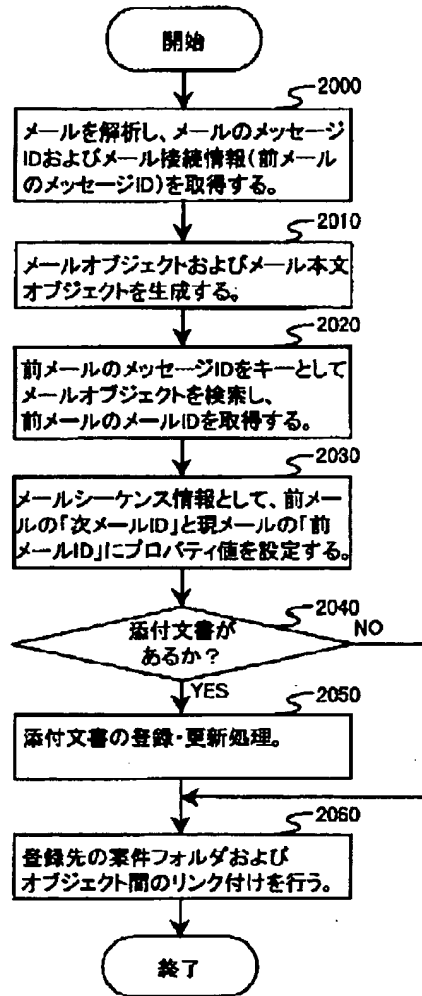 開始
2000
メールを解析し、メールのメッセージ
IDおよびメール接続情報(前メール
のメッセージID)を取得する。
2010
メールオブジェクトおよびメール本文
オブジェクトを生成する。
2020
前メールのメッセージIDをキーとして
メールオブジェクトを検索し、
前メールのメールIDを取得する。
2030
メールシーケンス情報として、前メー
ルの「次メールID」と現メールの「前
メールID」にプロパティ値を設定する。
2040
添付文書が
あるか?
NO
YES
2050
添付文書の登録・更新処理。
2060
登録先の案件フォルダおよび
オブジェクト間のリンク付けを行う。
終了